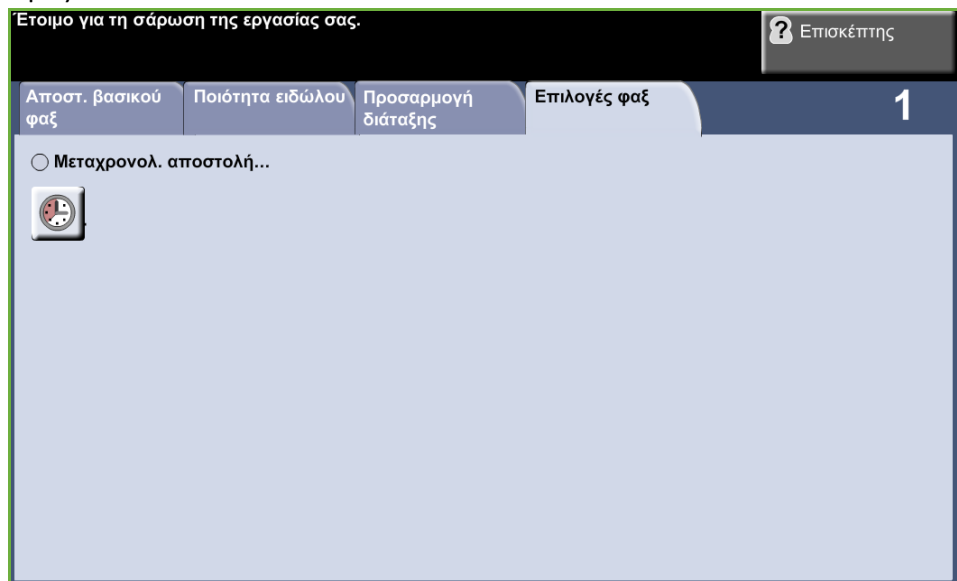 Έτοιμο για τη σάρωση της εργασίας σας.
? Επισκέπτης
Αποστ. βασικού
φαξ
Ποιότητα ειδώλου
Προσαρμογή
διάταξης
Επιλογές φαξ
1
Μεταχρονολ. αποστολή...